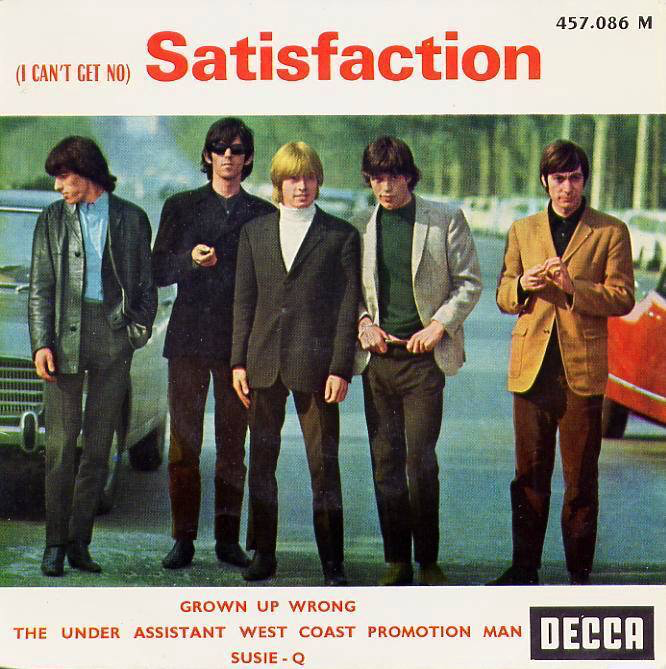 457.086 M
(I CAN'T GET NO) Satisfaction
GROWN UP WRONG
THE UNDER ASSISTANT WEST COAST PROMOTION MAN
SUSIE - Q
DECCA